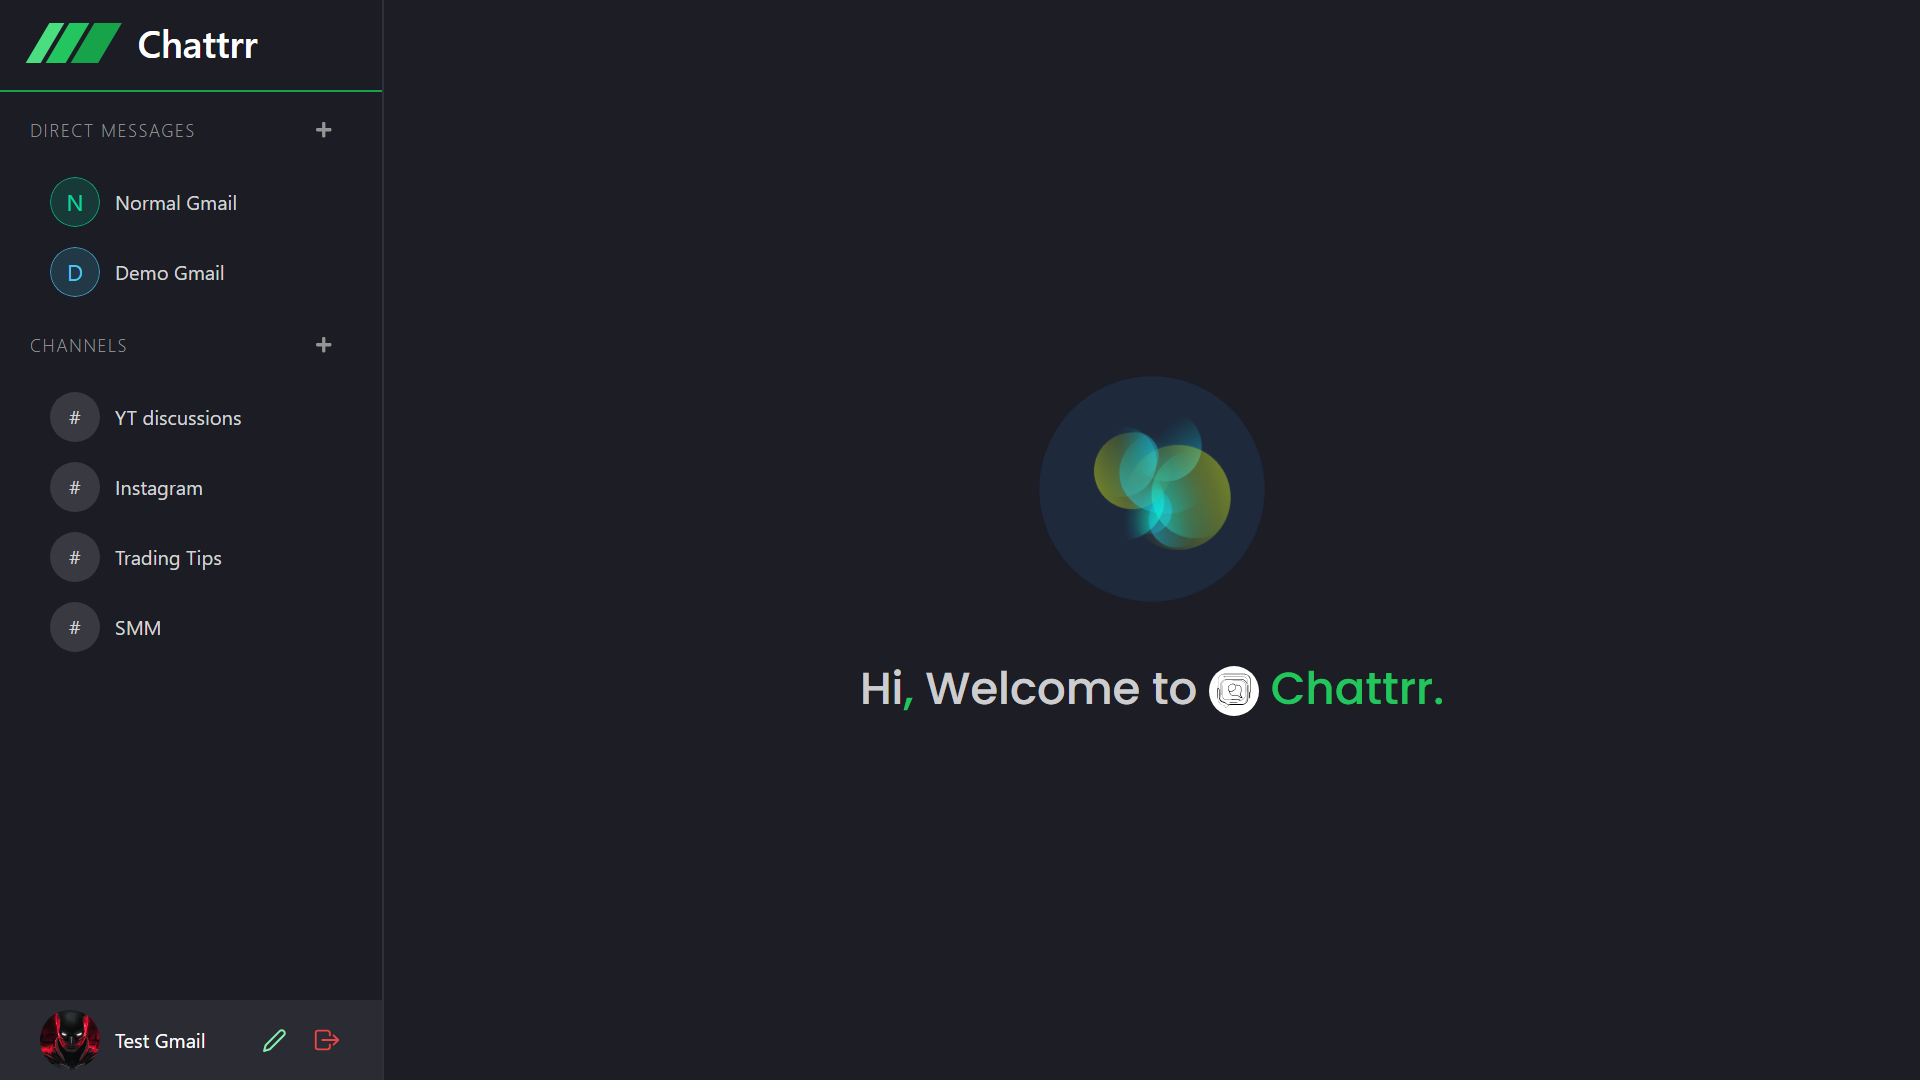 Chattrr
DIRECT MESSAGES +
N Normal Gmail
D Demo Gmail
CHANNELS +
# YT discussions
# Instagram
# Trading Tips
# SMM
Test Gmail
Hi, Welcome to Chattrr.